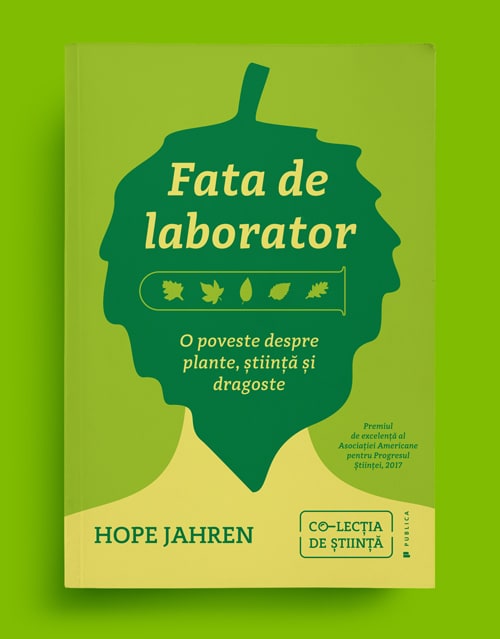 Fata de
laborator
O poveste despre
plante, știință și
dragoste
Premiul
de excelență al
Asociației Americane
pentru Progresul
Științei, 2017
HOPE JAHREN
CO-LECȚIA
DE ȘTIINȚĂ
PUBLICA